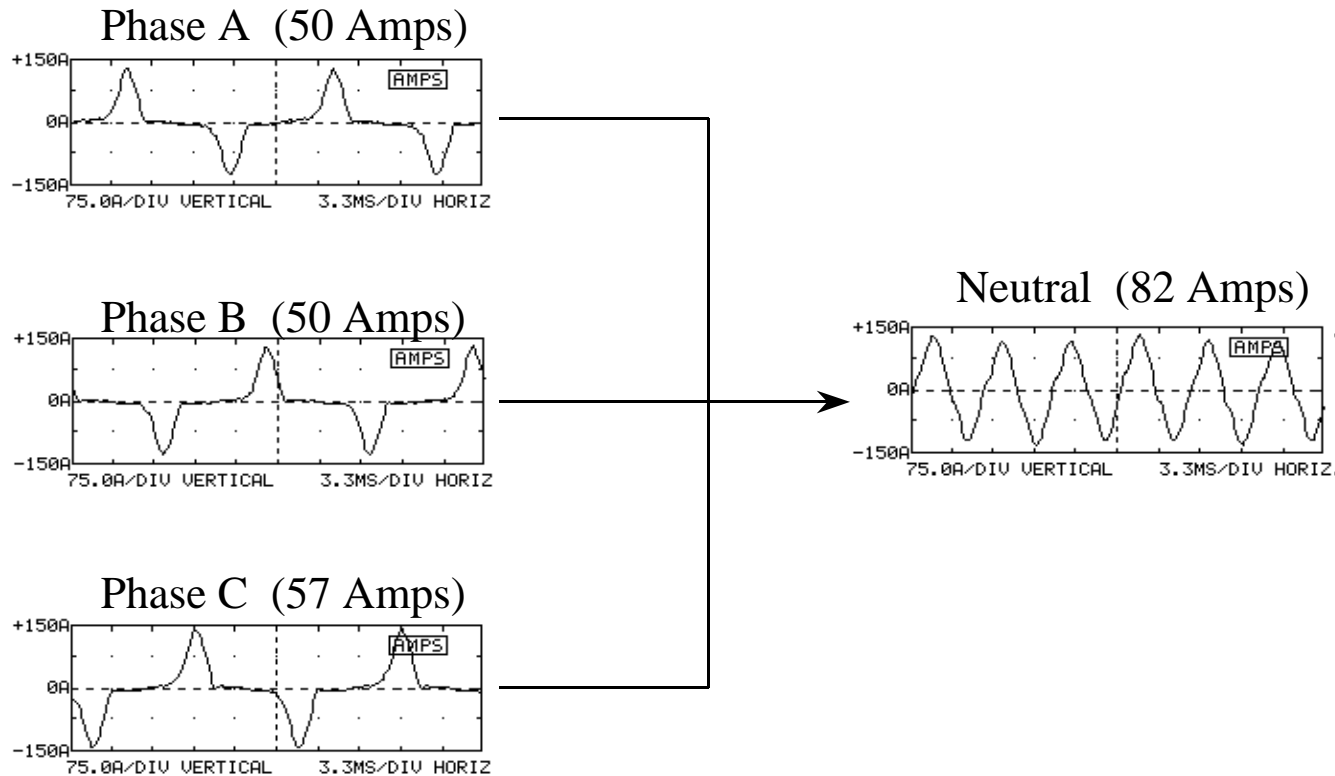 Phase A (50 Amps)
+150A
AMPS
0A
-150A
75.0A/DIV VERTICAL 3.3MS/DIV HORIZ
Phase B (50 Amps)
+150A
AMPS
0A
-150A
75.0A/DIV VERTICAL 3.3MS/DIV HORIZ
Phase C (57 Amps)
+150A
AMPS
0A
-150A
75.0A/DIV VERTICAL 3.3MS/DIV HORIZ
Neutral (82 Amps)
+150A
AMPS
0A
-150A
75.0A/DIV VERTICAL 3.3MS/DIV HORIZ.